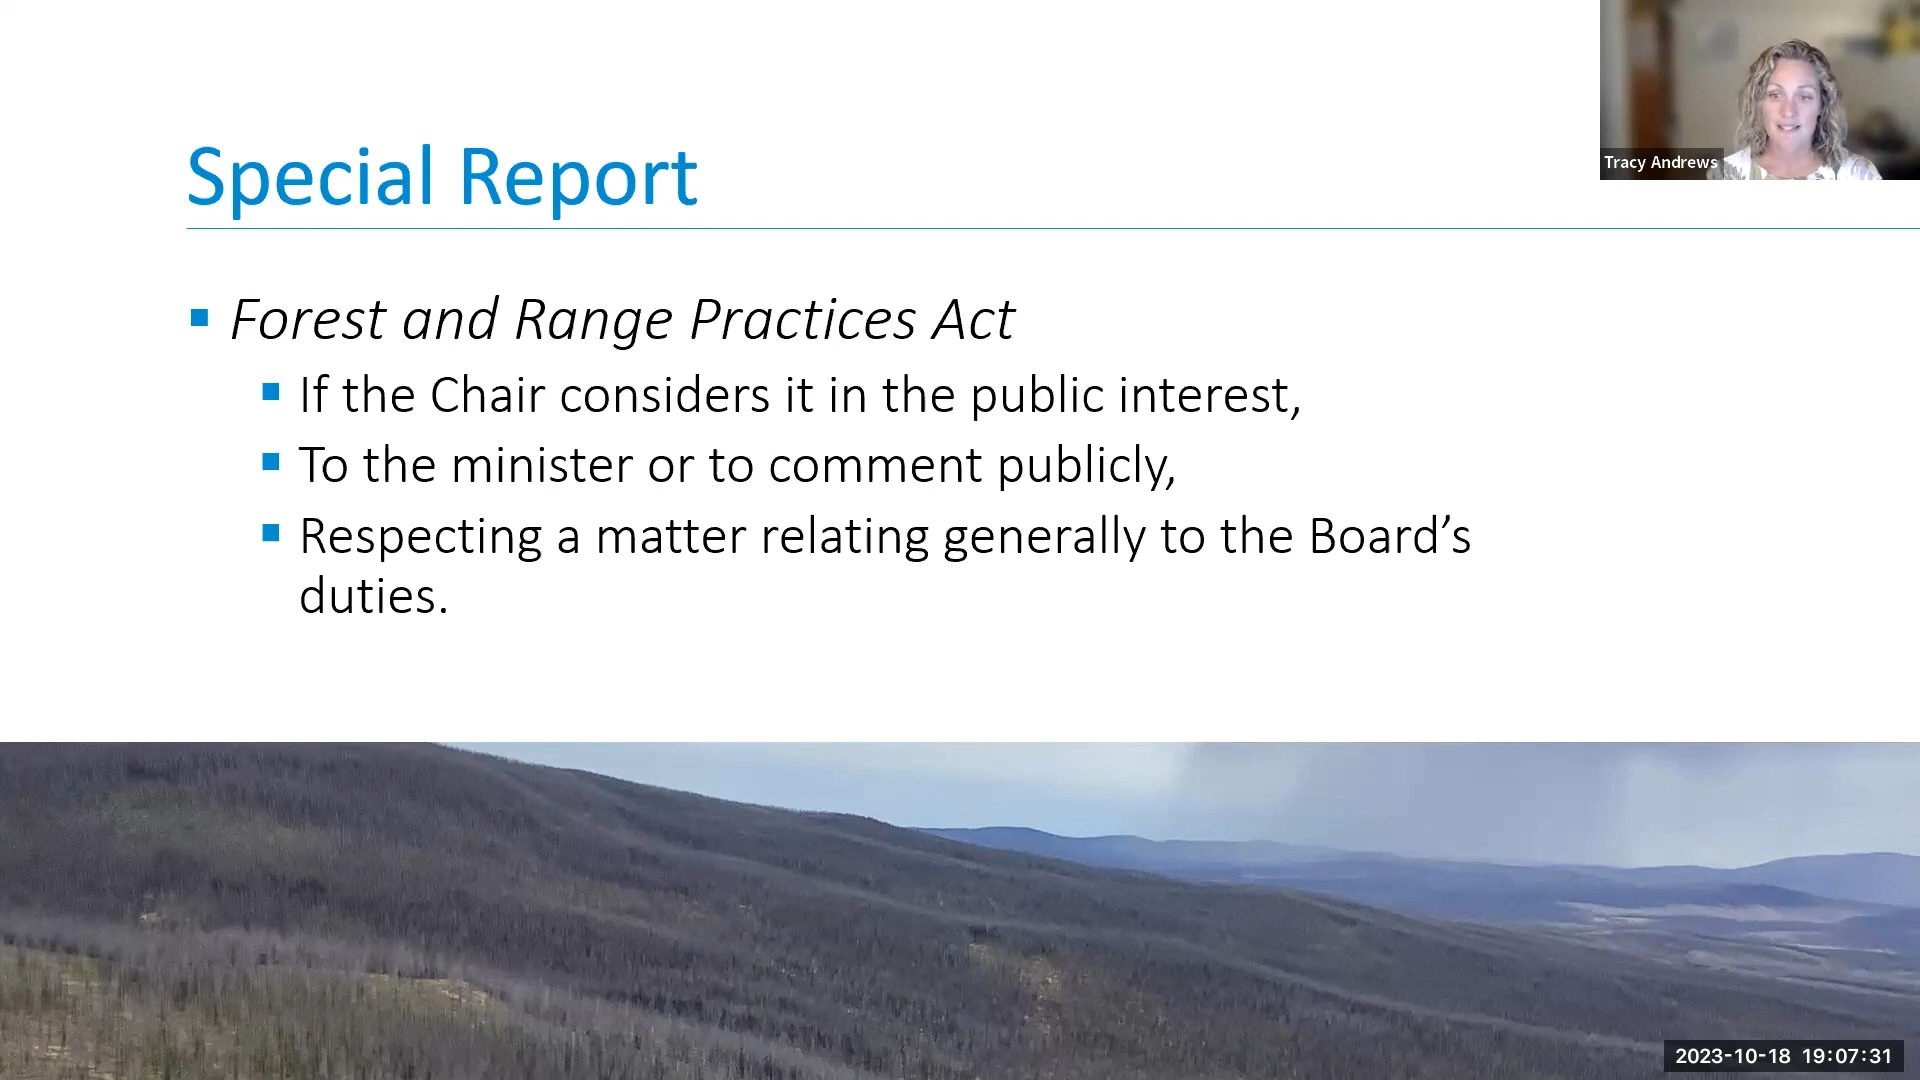 Tracy Andrews
Special Report
Forest and Range Practices Act
If the Chair considers it in the public interest,
To the minister or to comment publicly,
Respecting a matter relating generally to the Board’s
duties.
2023-10-18 19:07:31